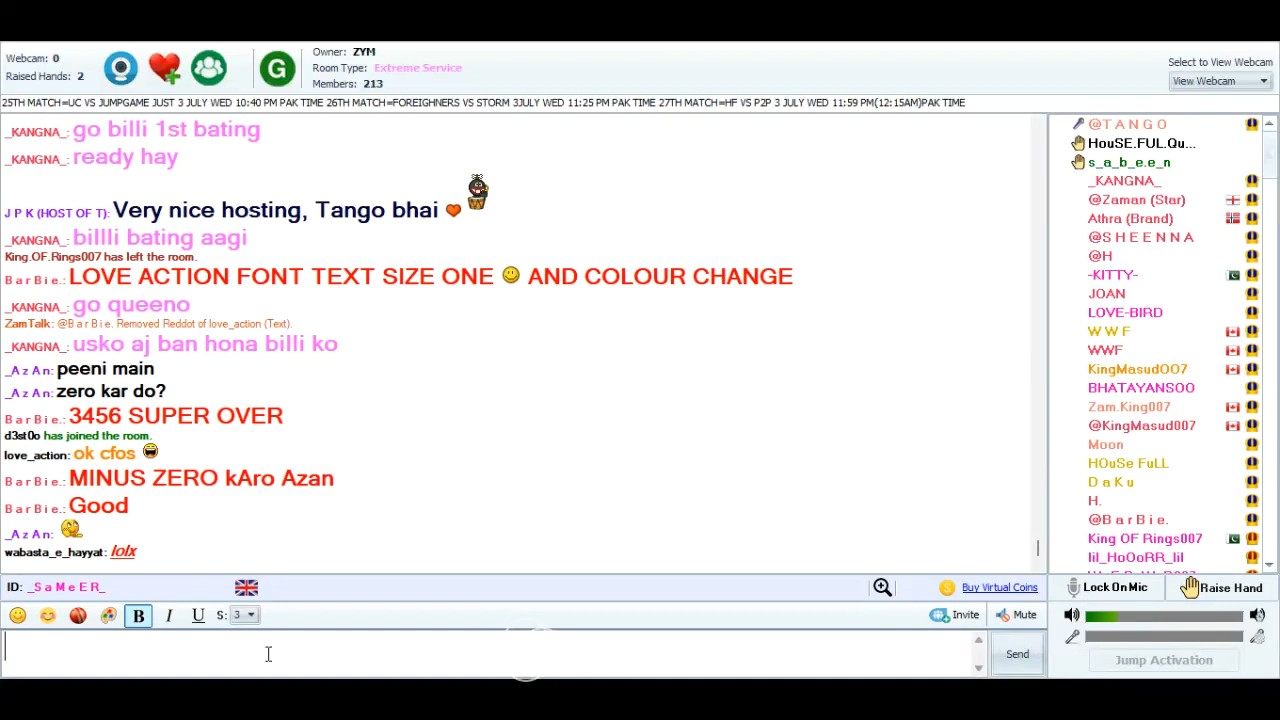 Webcam: 0
Raised Hands: 2
G
Owner: ZYM
Room Type: Extreme Service
Members: 213
Select to View Webcam
View Webcam
25TH MATCH=UC VS JUMPGAME JUST 3 JULY WED 10:40 PM PAK TIME 26TH MATCH=FOREIGHNERS VS STORM 3JULY WED 11:25 PM PAK TIME 27TH MATCH=HF VS P2P 3 JULY WED 11:59 PM(12:15AM)PAK TIME
_KANGNA_: go billi 1st bating
_KANGNA_: ready hay
J P K (HOST OF T): Very nice hosting, Tango bhai
_KANGNA_: billli bating aagi
King.OF.Rings007 has left the room.
B a r B i e.: LOVE ACTION FONT TEXT SIZE ONE AND COLOUR CHANGE
_KANGNA_: go queeno
ZamTalk: @B a r B i e. Removed Reddot of love_action (Text).
_KANGNA_: usko aj ban hona billi ko
_A z A n: peeni main
_A z A n: zero kar do?
B a r B i e.: 3456 SUPER OVER
d3st0o has joined the room.
love_action: ok cfos
B a r B i e.: MINUS ZERO kAro Azan
B a r B i e.: Good
_A z A n:
wabasta_e_hayyat: lolx
@T A N G O
HouSE.FUL.Qu...
s_a_b_e.e_n
_KANGNA_
@Zaman (Star)
Athra (Brand)
@S H E E N N A
@H
-KITTY-
JOAN
LOVE-BIRD
W W F
WWF
KingMasudOO7
BHATAYANSOO
Zam.King007
@KingMasud007
Moon
HOuSe FuLL
D a K u
H.
@B a r B i e.
King OF Rings007
lil_HoOoRR_lil
ID: _S a M e E R_
Buy Virtual Coins
Lock On Mic
Raise Hand
B I U S: 3
Invite
Mute
Send
Jump Activation